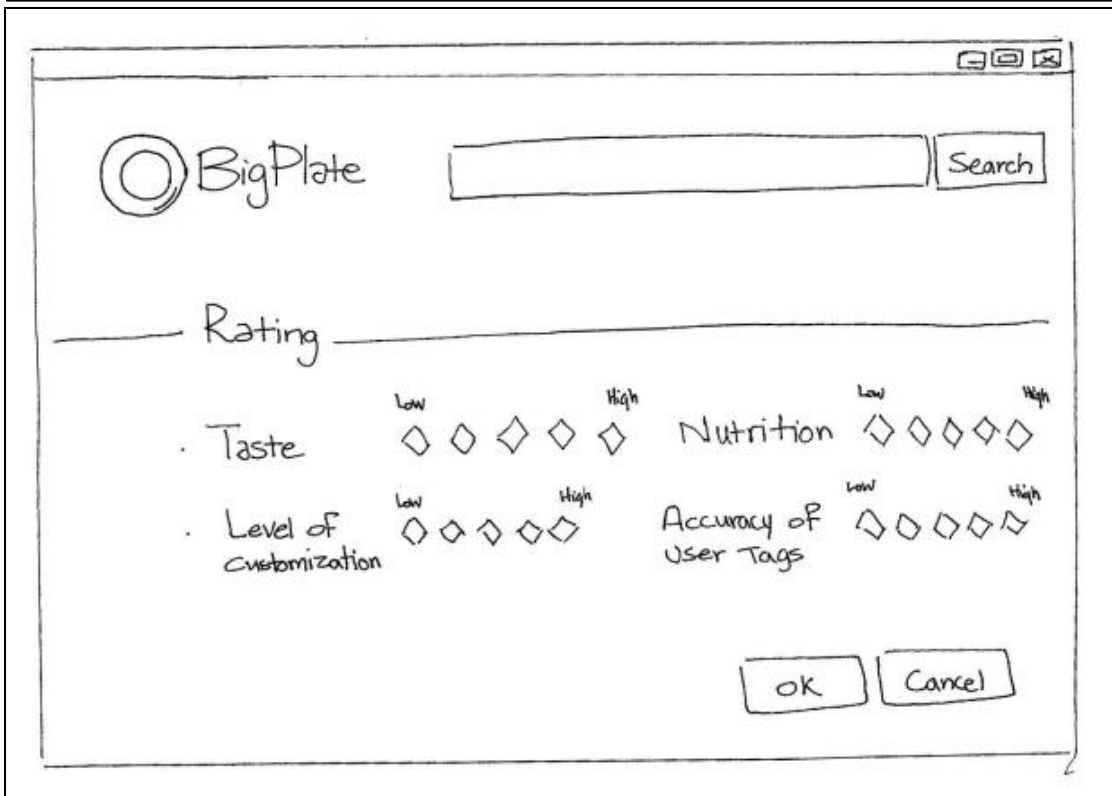 BigPlate
Search
Rating
Low High
Taste
Low High
Nutrition
Low High
Level of
customization
Low High
Accuracy of
User Tags
OK
Cancel